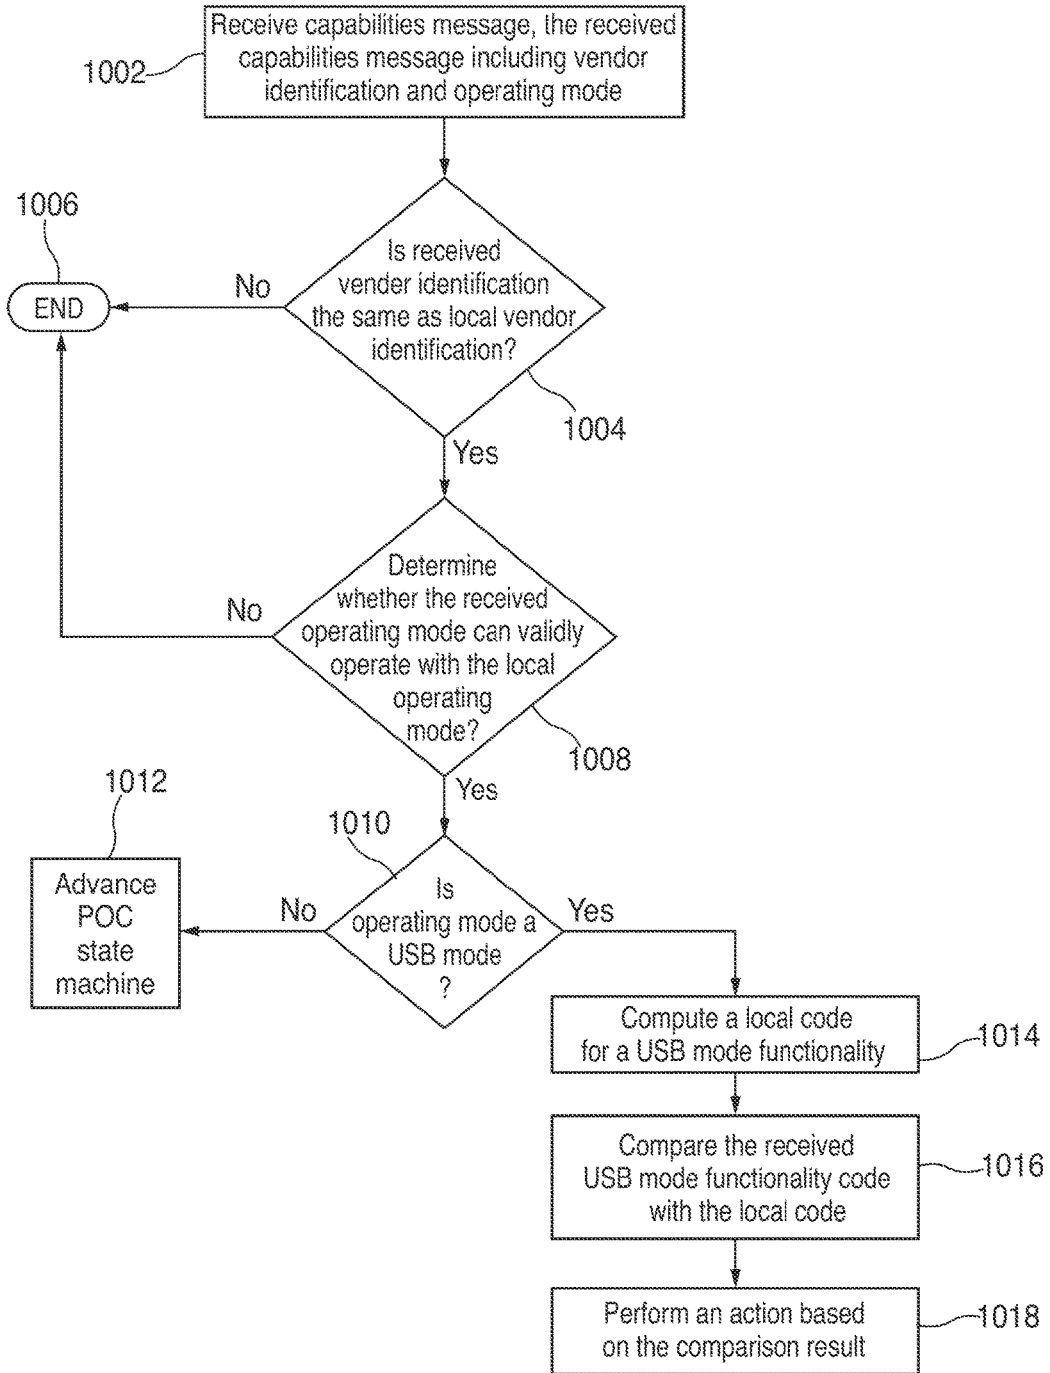 Receive capabilities message, the received
capabilities message including vendor
identification and operating mode
1002
1006
END
No
Is received
vender identification
the same as local vendor
identification?
1004
Yes
Determine
whether the received
operating mode can validly
operate with the local
operating
mode?
No
1008
Yes
1012
Advance
POC
state
machine
No
1010
Is
operating mode a
USB mode
?
Yes
Compute a local code
for a USB mode functionality
1014
Compare the received
USB mode functionality code
with the local code
1016
Perform an action based
on the comparison result
1018